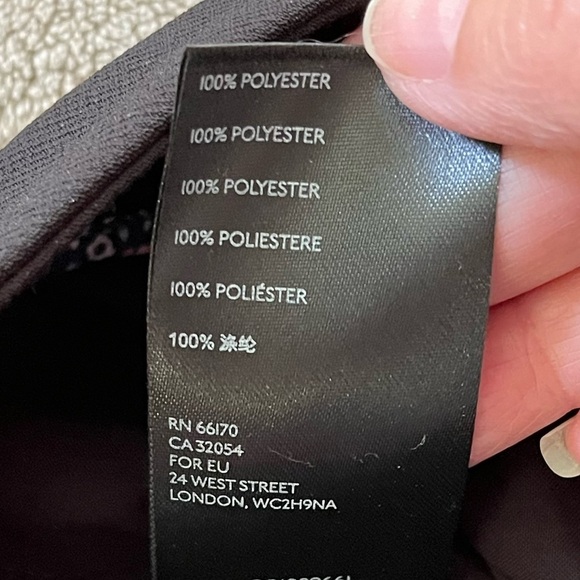 100% POLYESTER
100% POLYESTER
100% POLYESTER
100% POLIESTERE
100% POLIÉSTER
100% 涤纶
RN 66170
CA 32054
FOR EU
24 WEST STREET
LONDON, WC2H9NA